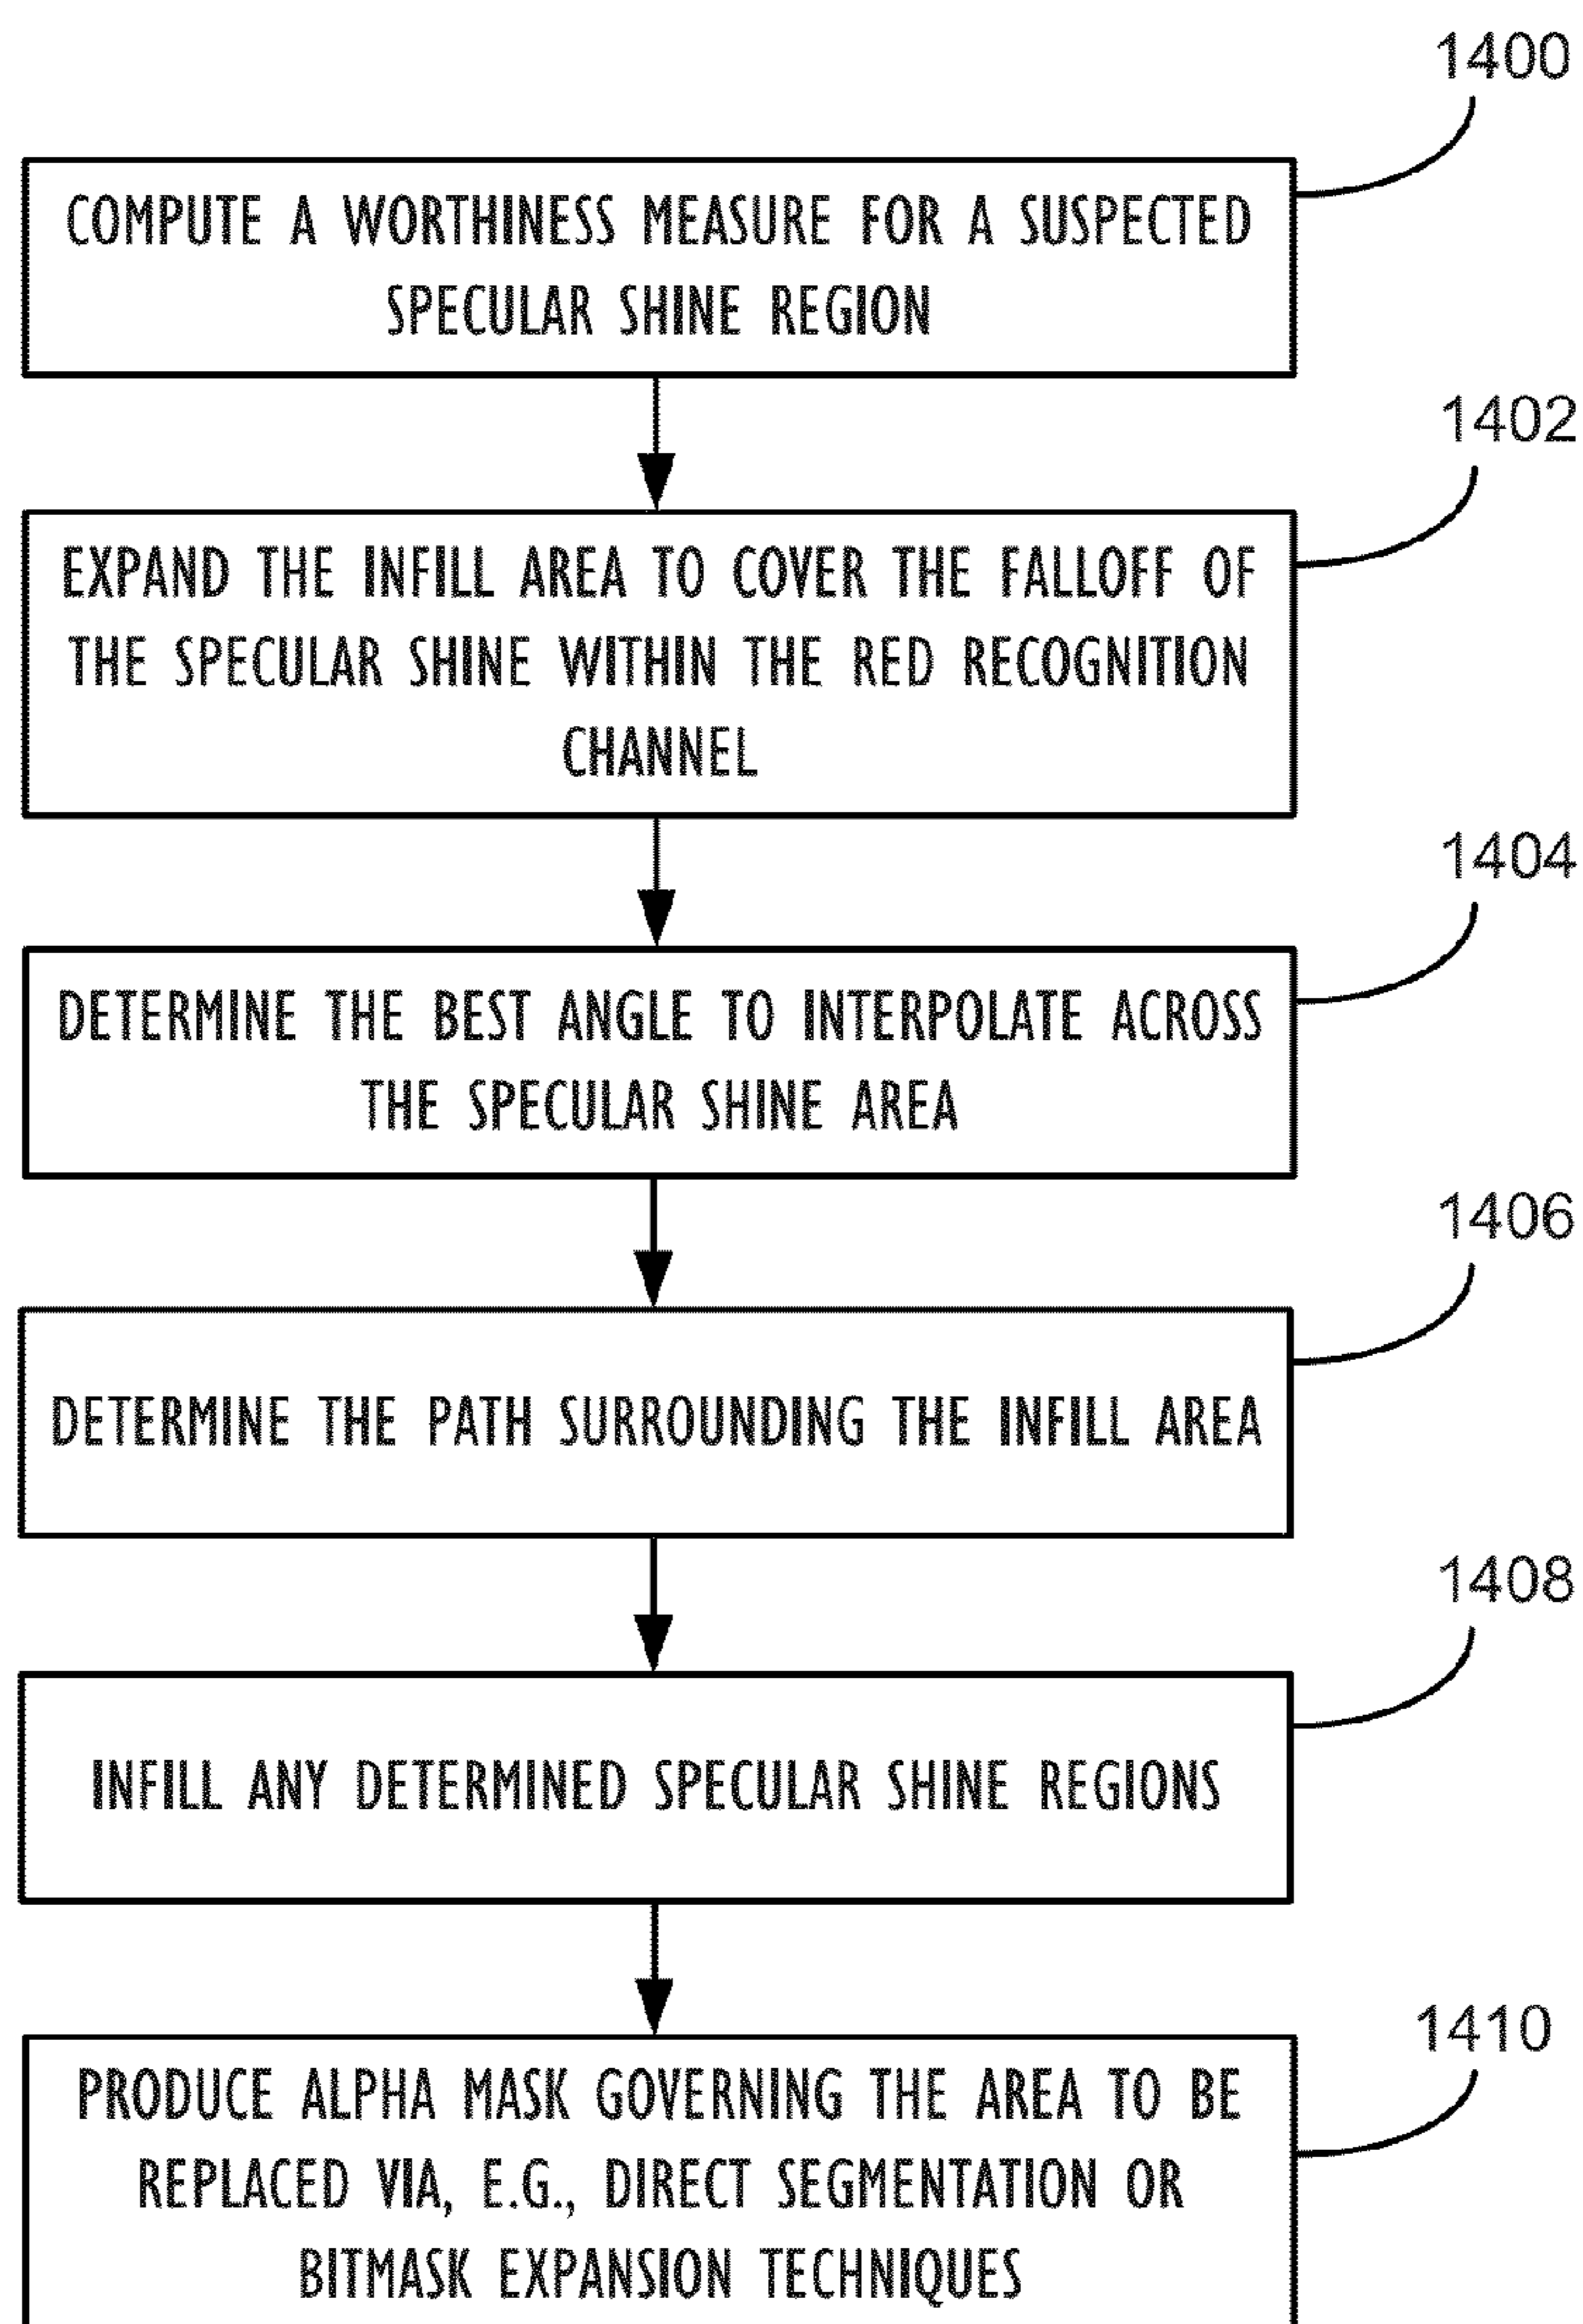 1400
COMPUTE A WORTHINESS MEASURE FOR A SUSPECTED
SPECULAR SHINE REGION
1402
EXPAND THE INFILL AREA TO COVER THE FALLOFF OF
THE SPECULAR SHINE WITHIN THE RED RECOGNITION
CHANNEL
1404
DETERMINE THE BEST ANGLE TO INTERPOLATE ACROSS
THE SPECULAR SHINE AREA
1406
DETERMINE THE PATH SURROUNDING THE INFILL AREA
1408
INFILL ANY DETERMINED SPECULAR SHINE REGIONS
1410
PRODUCE ALPHA MASK GOVERNING THE AREA TO BE
REPLACED VIA, E.G., DIRECT SEGMENTATION OR
BITMASK EXPANSION TECHNIQUES